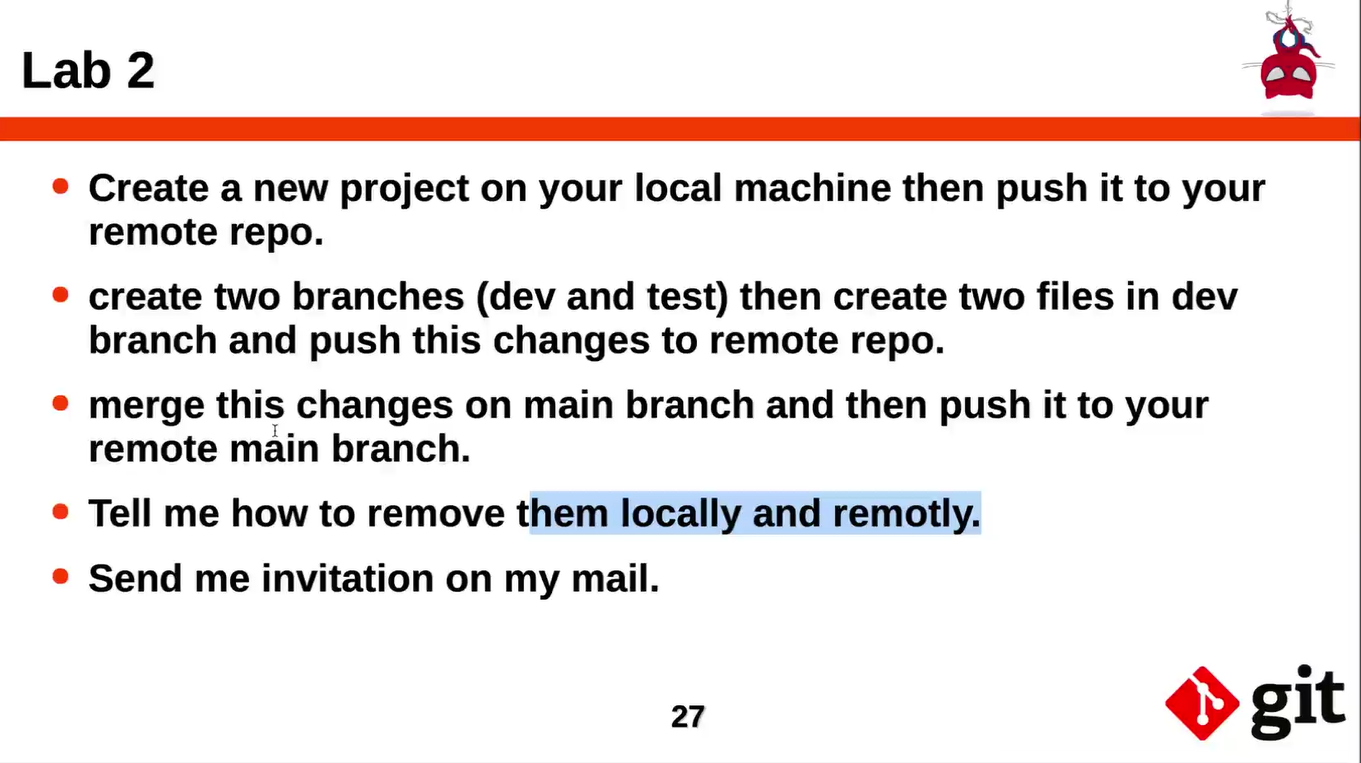 Lab 2
Create a new project on your local machine then push it to your
remote repo.
create two branches (dev and test) then create two files in dev
branch and push this changes to remote repo.
merge this changes on main branch and then push it to your
remote main branch.
Tell me how to remove them locally and remotly.
Send me invitation on my mail.
27
git